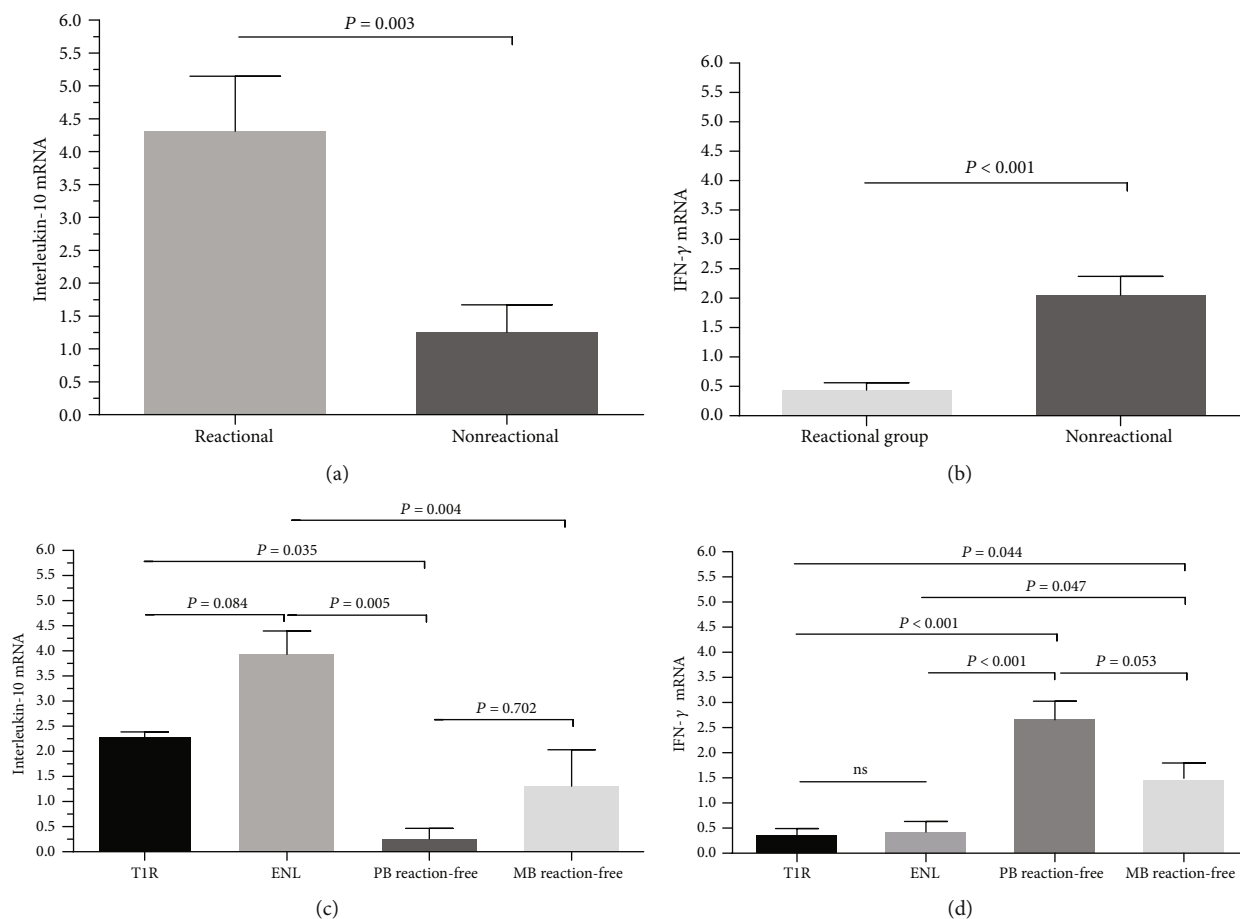 6.0
5.5
5.0
4.5
4.0
3.5
3.0
2.5
2.0
1.5
1.0
0.5
0.0
Interleukin-10 mRNA
P = 0.003
Reactional
Nonreactional
(a)
6.0
5.5
5.0
4.5
4.0
3.5
3.0
2.5
2.0
1.5
1.0
0.5
0.0
IFN-γ mRNA
P < 0.001
Reactional group
Nonreactional
(b)
6.0
5.5
5.0
4.5
4.0
3.5
3.0
2.5
2.0
1.5
1.0
0.5
0.0
Interleukin-10 mRNA
P = 0.004
P = 0.035
P = 0.084
P = 0.005
P = 0.702
T1R
ENL
PB reaction-free
MB reaction-free
(c)
6.0
5.5
5.0
4.5
4.0
3.5
3.0
2.5
2.0
1.5
1.0
0.5
0.0
IFN-γ mRNA
P = 0.044
P = 0.047
P < 0.001
P < 0.001
P = 0.053
ns
T1R
ENL
PB reaction-free
MB reaction-free
(d)